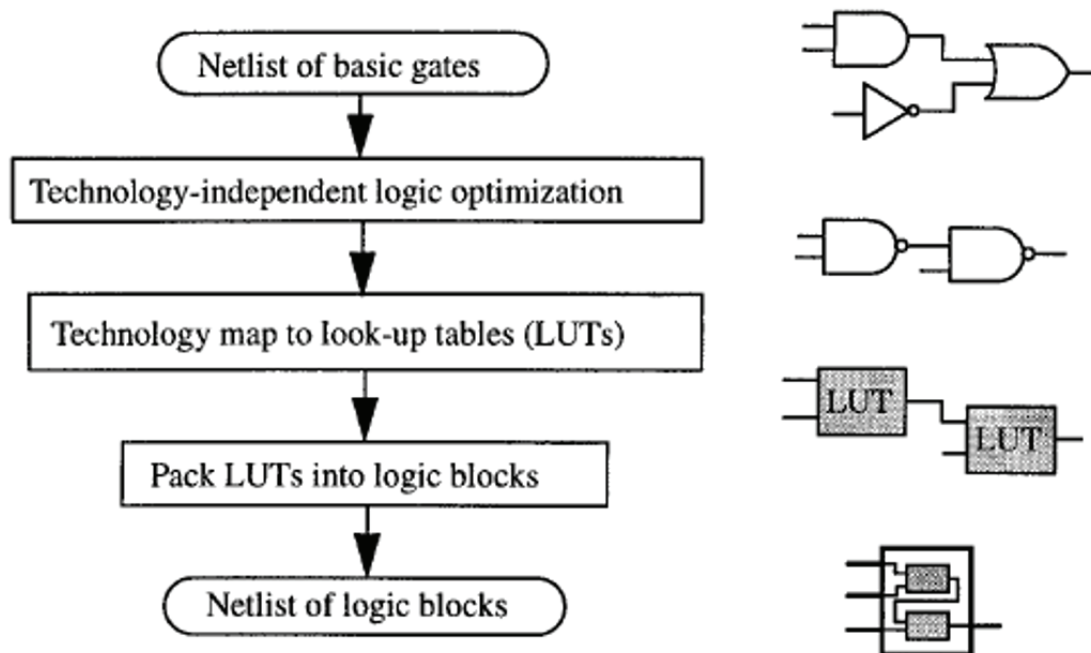 Netlist of basic gates
Technology-independent logic optimization
Technology map to look-up tables (LUTs)
LUT
LUT
Pack LUTs into logic blocks
Netlist of logic blocks